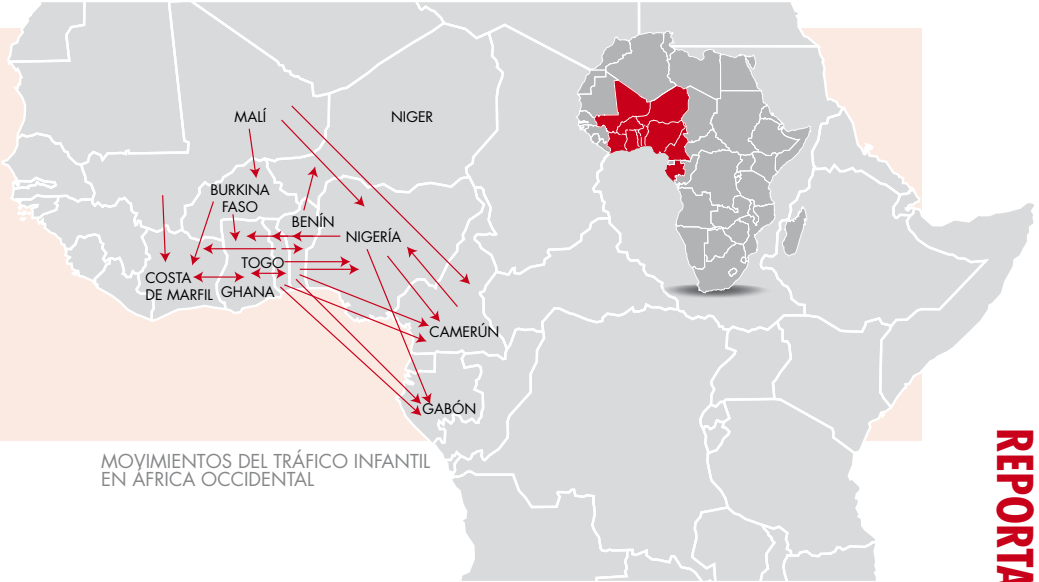 MALÍ
NIGER
BURKINA
FASO
BENÍN
NIGERÍA
TOGO
COSTA
DE MARFIL
GHANA
CAMERÚN
GABÓN
MOVIMIENTOS DEL TRÁFICO INFANTIL
EN ÁFRICA OCCIDENTAL
REPORTA